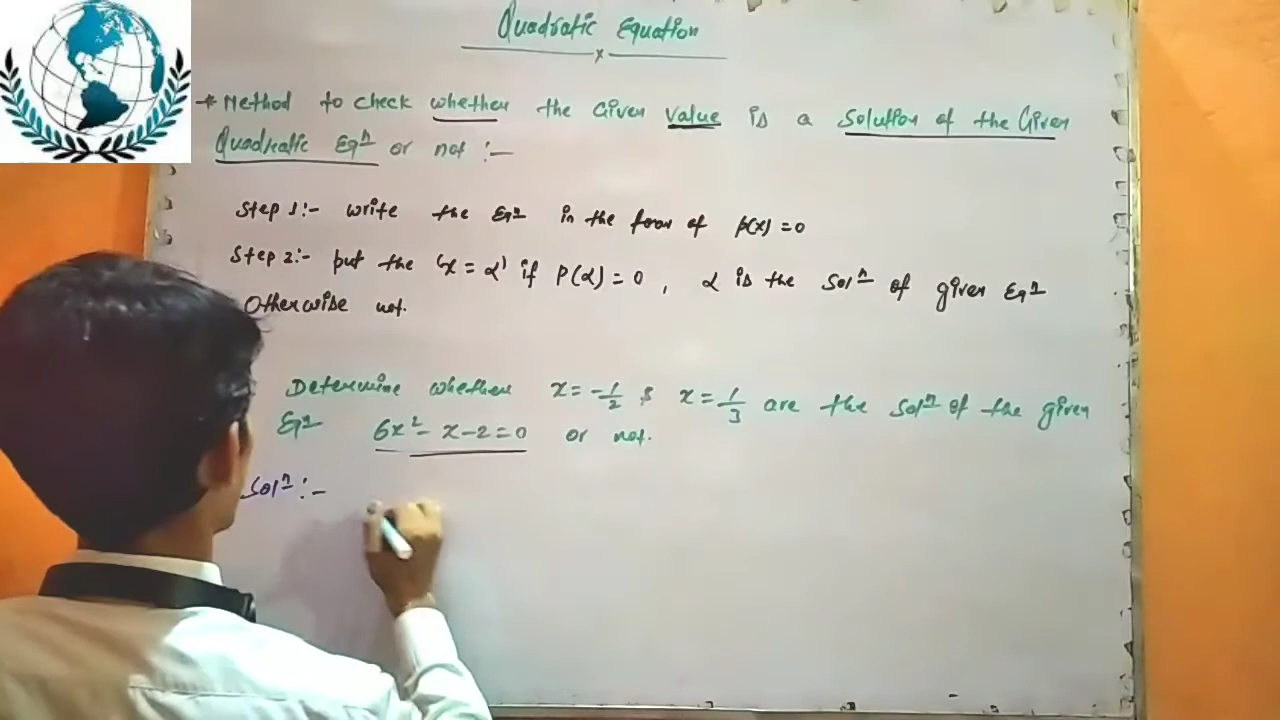 Quadratic Equation
* Method to check whether the Given value is a Solution of the Given
Quadratic Eqn or not :-
Step 1:- write the Eqn in the form of p(x) = 0
Step 2:- put the 'x = α' if P(α) = 0, α is the Soln of given Eqn
Otherwise not.
Determine whether x = -1/2 & x = 1/3 are the Soln of the given
Eqn 6x² - x - 2 = 0 or not.
Soln :-